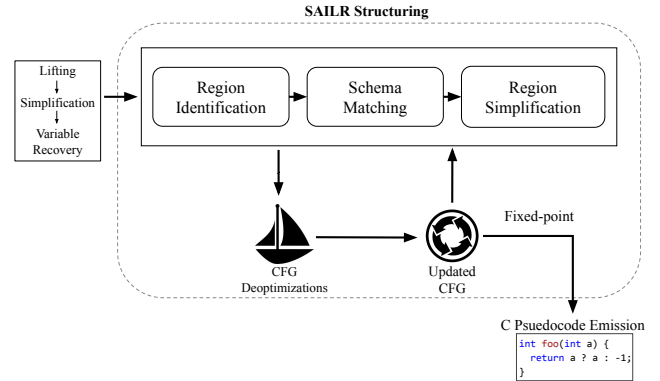 SAILR Structuring
Lifting
Simplification
Variable
Recovery
Region
Identification
Schema
Matching
Region
Simplification
CFG
Deoptimizations
Updated
CFG
Fixed-point
C Psuedocode Emission
int foo(int a) {
return a ? a : -1;
}